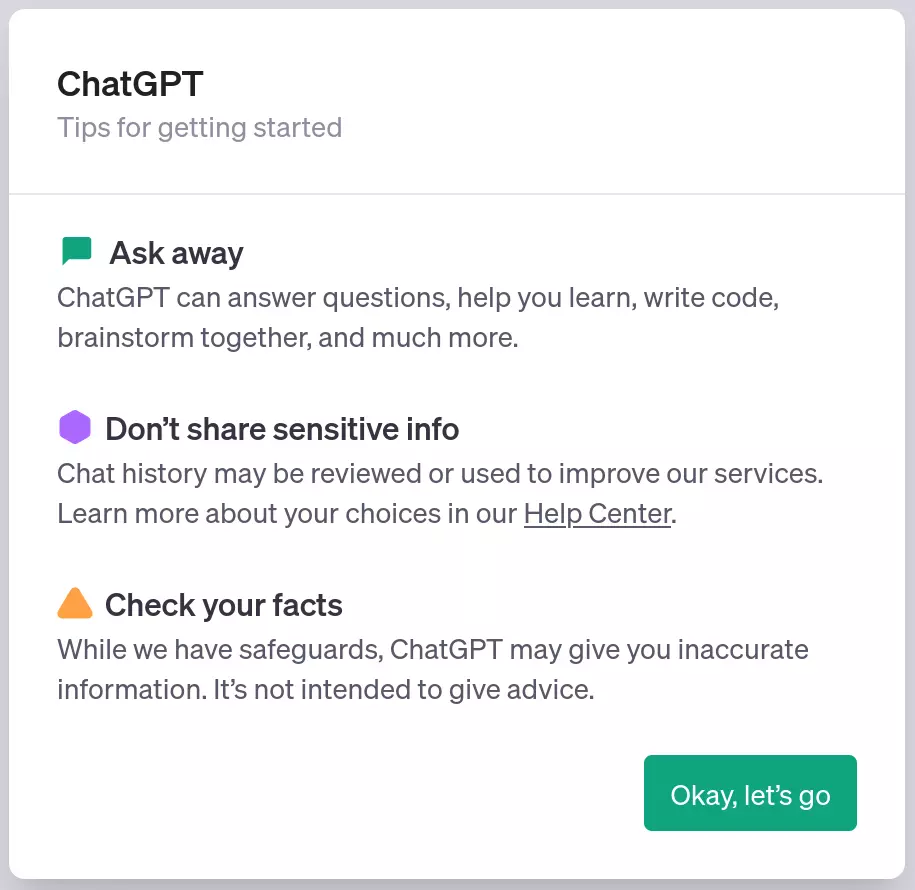 ChatGPT
Tips for getting started
Ask away
ChatGPT can answer questions, help you learn, write code,
brainstorm together, and much more.
Don’t share sensitive info
Chat history may be reviewed or used to improve our services.
Learn more about your choices in our Help Center.
Check your facts
While we have safeguards, ChatGPT may give you inaccurate
information. It’s not intended to give advice.
Okay, let’s go